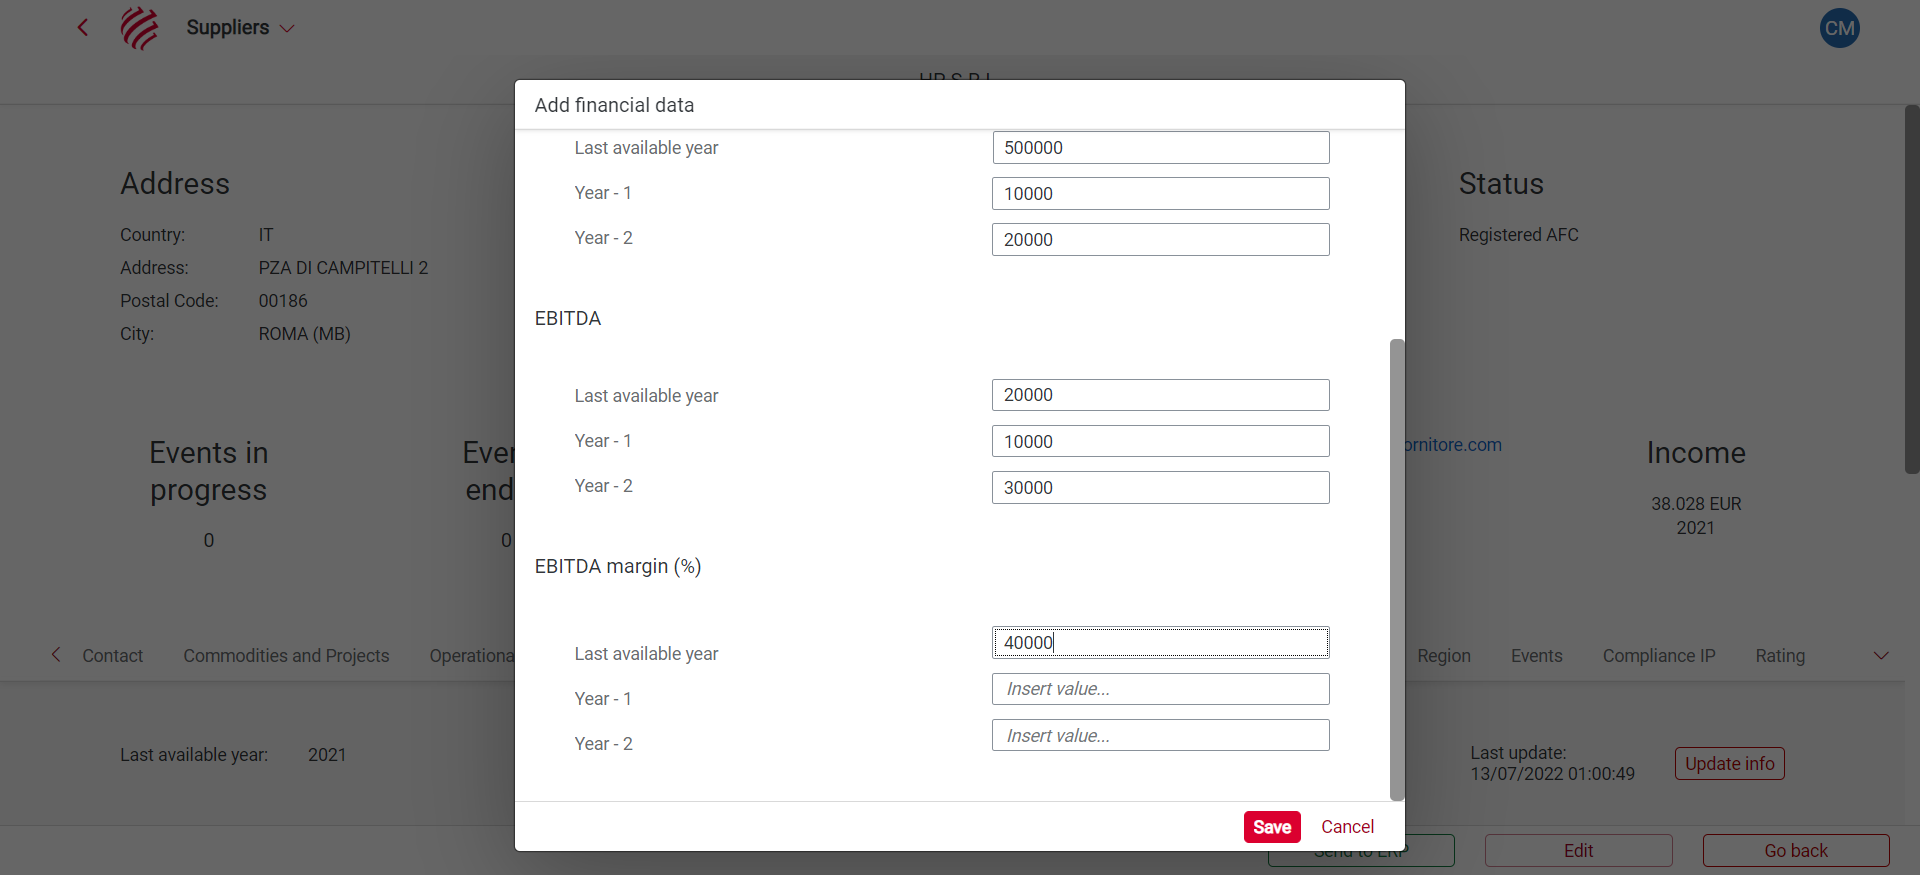 Suppliers
CM
Add financial data
Last available year 500000
Year - 1 10000
Year - 2 20000
EBITDA
Last available year 20000
Year - 1 10000
Year - 2 30000
EBITDA margin (%)
Last available year 40000
Year - 1 Insert value...
Year - 2 Insert value...
Save Cancel
Address
Country: IT
Address: PZA DI CAMPITELLI 2
Postal Code: 00186
City: ROMA (MB)
Status
Registered AFC
Events in
progress
0
0
ornitore.com
Income
38.028 EUR
2021
Contact Commodities and Projects Operationa
Region Events Compliance IP Rating
Last available year: 2021
Last update:
13/07/2022 01:00:49
Update info
Send to ERP Edit Go back